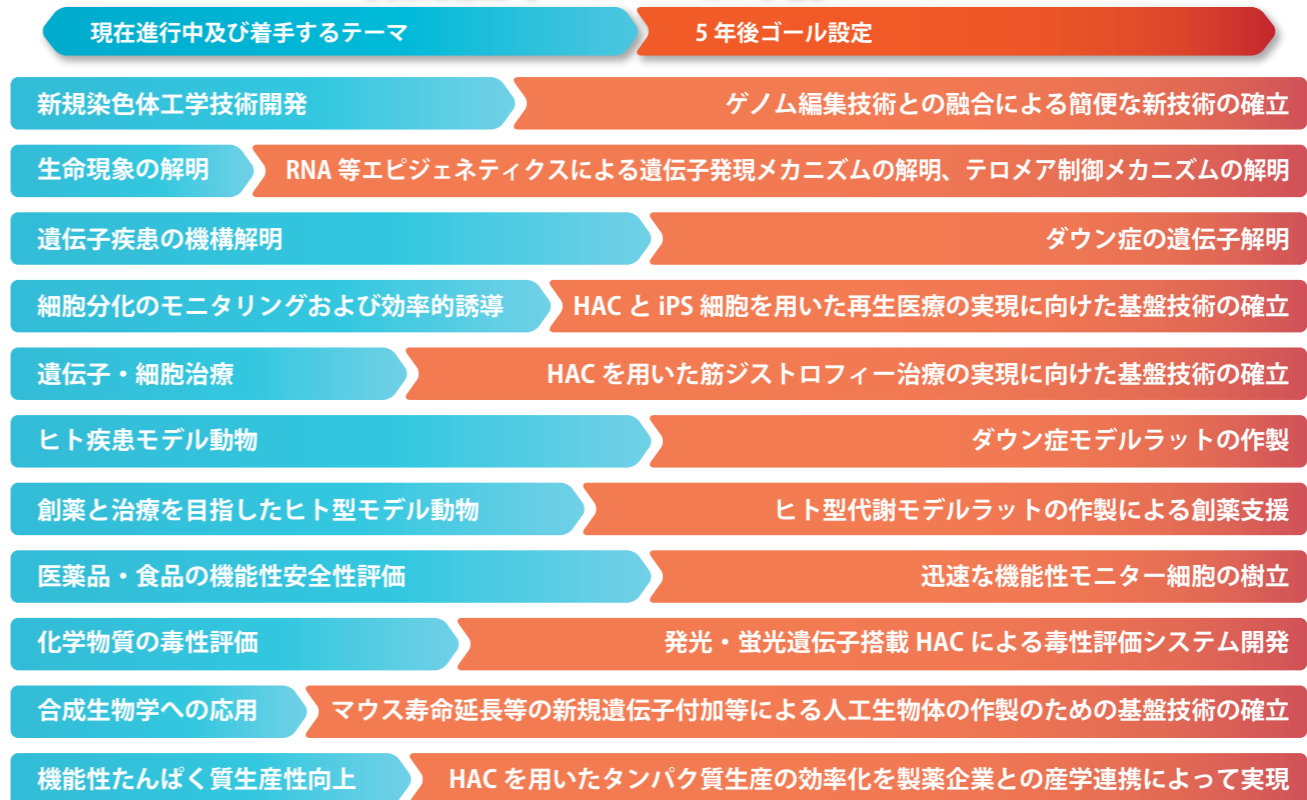 現在進行中及び着手するテーマ
5年後ゴール設定
新規染色体工学技術開発
ゲノム編集技術との融合による簡便な新技術の確立
生命現象の解明
RNA 等エピジェネティクスによる遺伝子発現メカニズムの解明、テロメア制御メカニズムの解明
遺伝子疾患の機構解明
ダウン症の遺伝子解明
細胞分化のモニタリングおよび効率的誘導
HAC と iPS 細胞を用いた再生医療の実現に向けた基盤技術の確立
遺伝子・細胞治療
HAC を用いた筋ジストロフィー治療の実現に向けた基盤技術の確立
ヒト疾患モデル動物
ダウン症モデルラットの作製
創薬と治療を目指したヒト型モデル動物
ヒト型代謝モデルラットの作製による創薬支援
医薬品・食品の機能性安全性評価
迅速な機能性モニター細胞の樹立
化学物質の毒性評価
発光・蛍光遺伝子搭載 HAC による毒性評価システム開発
合成生物学への応用
マウス寿命延長等の新規遺伝子付加等による人工生物体の作製のための基盤技術の確立
機能性たんぱく質生産性向上
HAC を用いたタンパク質生産の効率化を製薬企業との産学連携によって実現